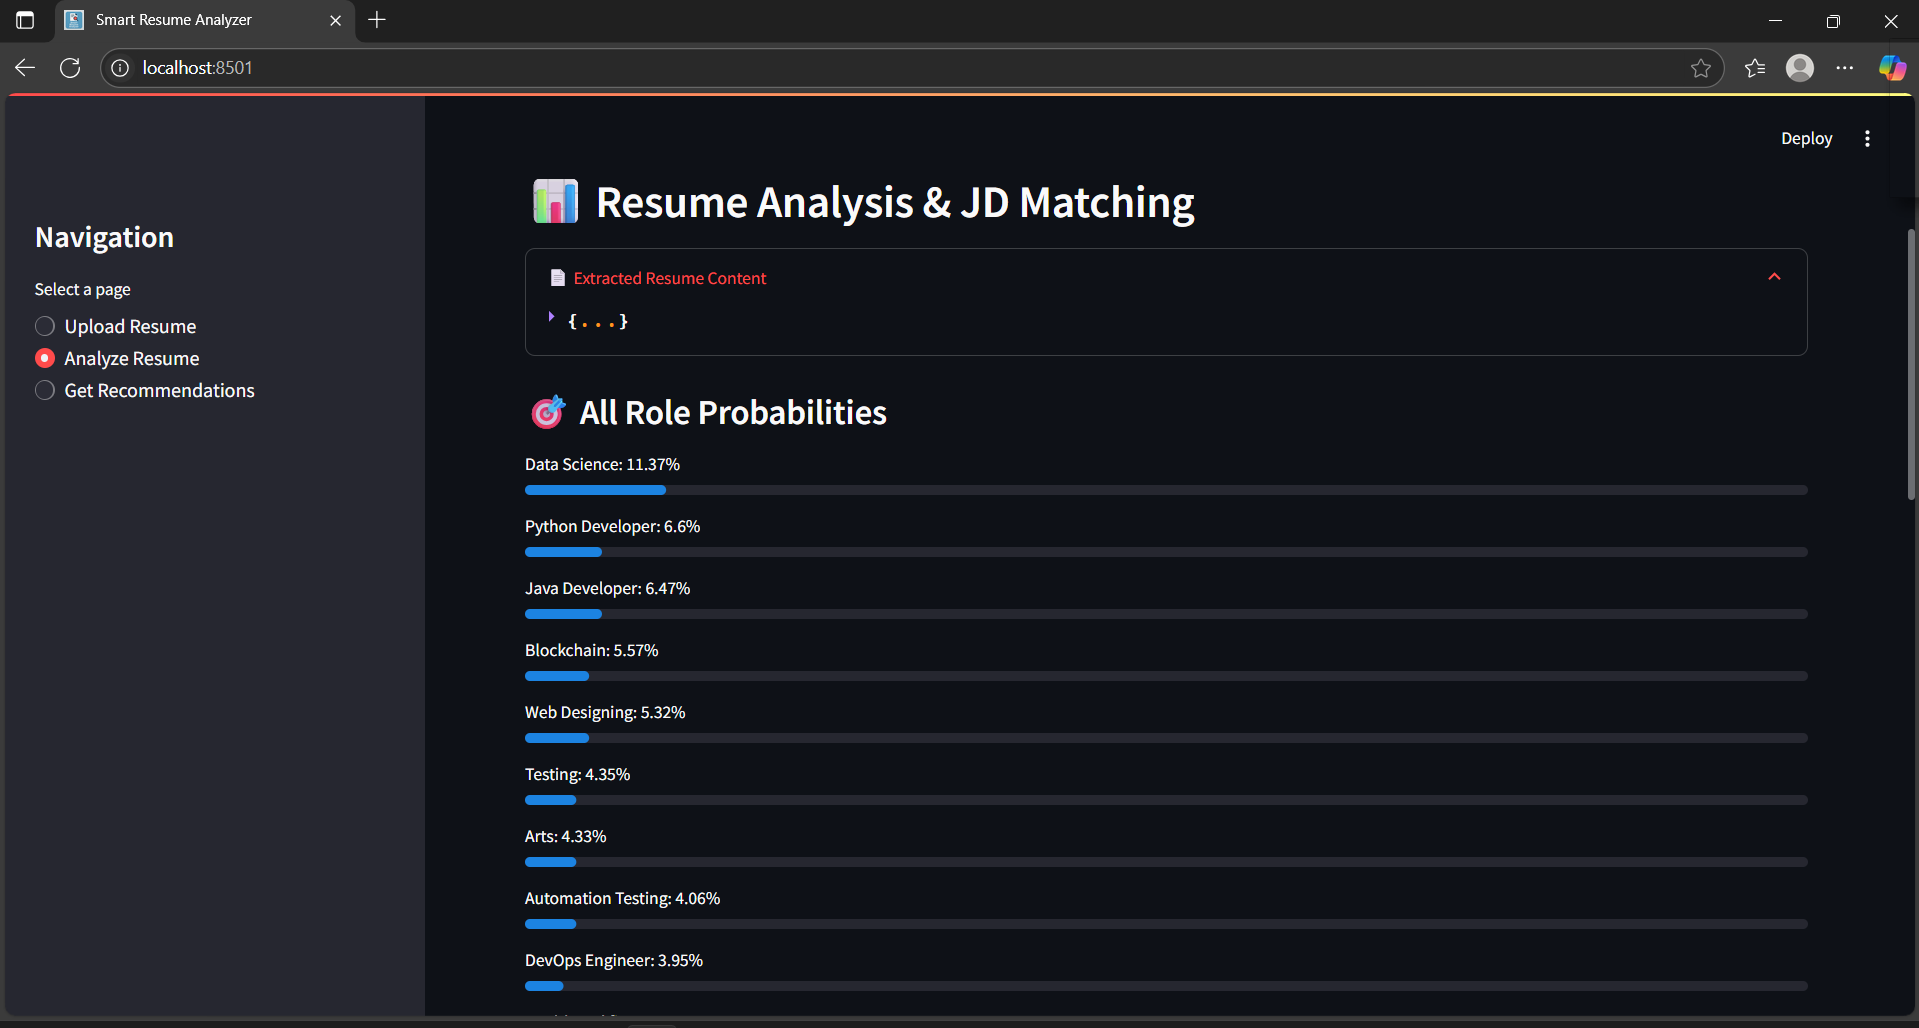 Smart Resume Analyzer
localhost:8501
Deploy
Navigation
Select a page
Upload Resume
Analyze Resume
Get Recommendations
Resume Analysis & JD Matching
Extracted Resume Content
{...}
All Role Probabilities
Data Science: 11.37%
Python Developer: 6.6%
Java Developer: 6.47%
Blockchain: 5.57%
Web Designing: 5.32%
Testing: 4.35%
Arts: 4.33%
Automation Testing: 4.06%
DevOps Engineer: 3.95%